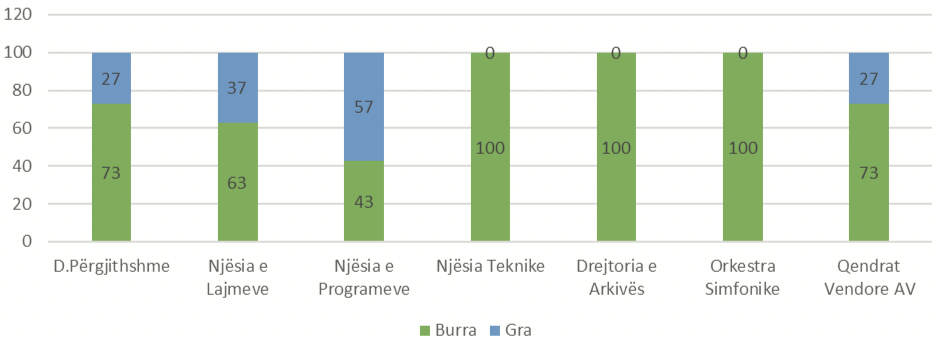 120
100
80
60
40
20
0
27
37
57
0
0
0
27
73
63
43
100
100
100
73
D.Përgjithshme
Njësia e
Lajmeve
Njësia e
Programeve
Njësia Teknike
Drejtoria e
Arkivës
Orkestra
Simfonike
Qendrat
Vendore AV
Burra
Gra